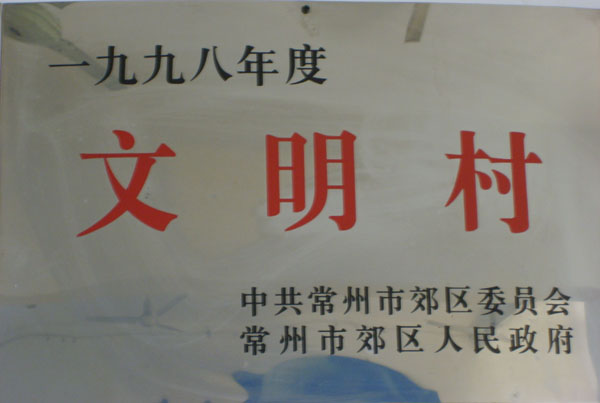 一九九八年度
文明村
中共常州市郊区委员会
常州市郊区人民政府